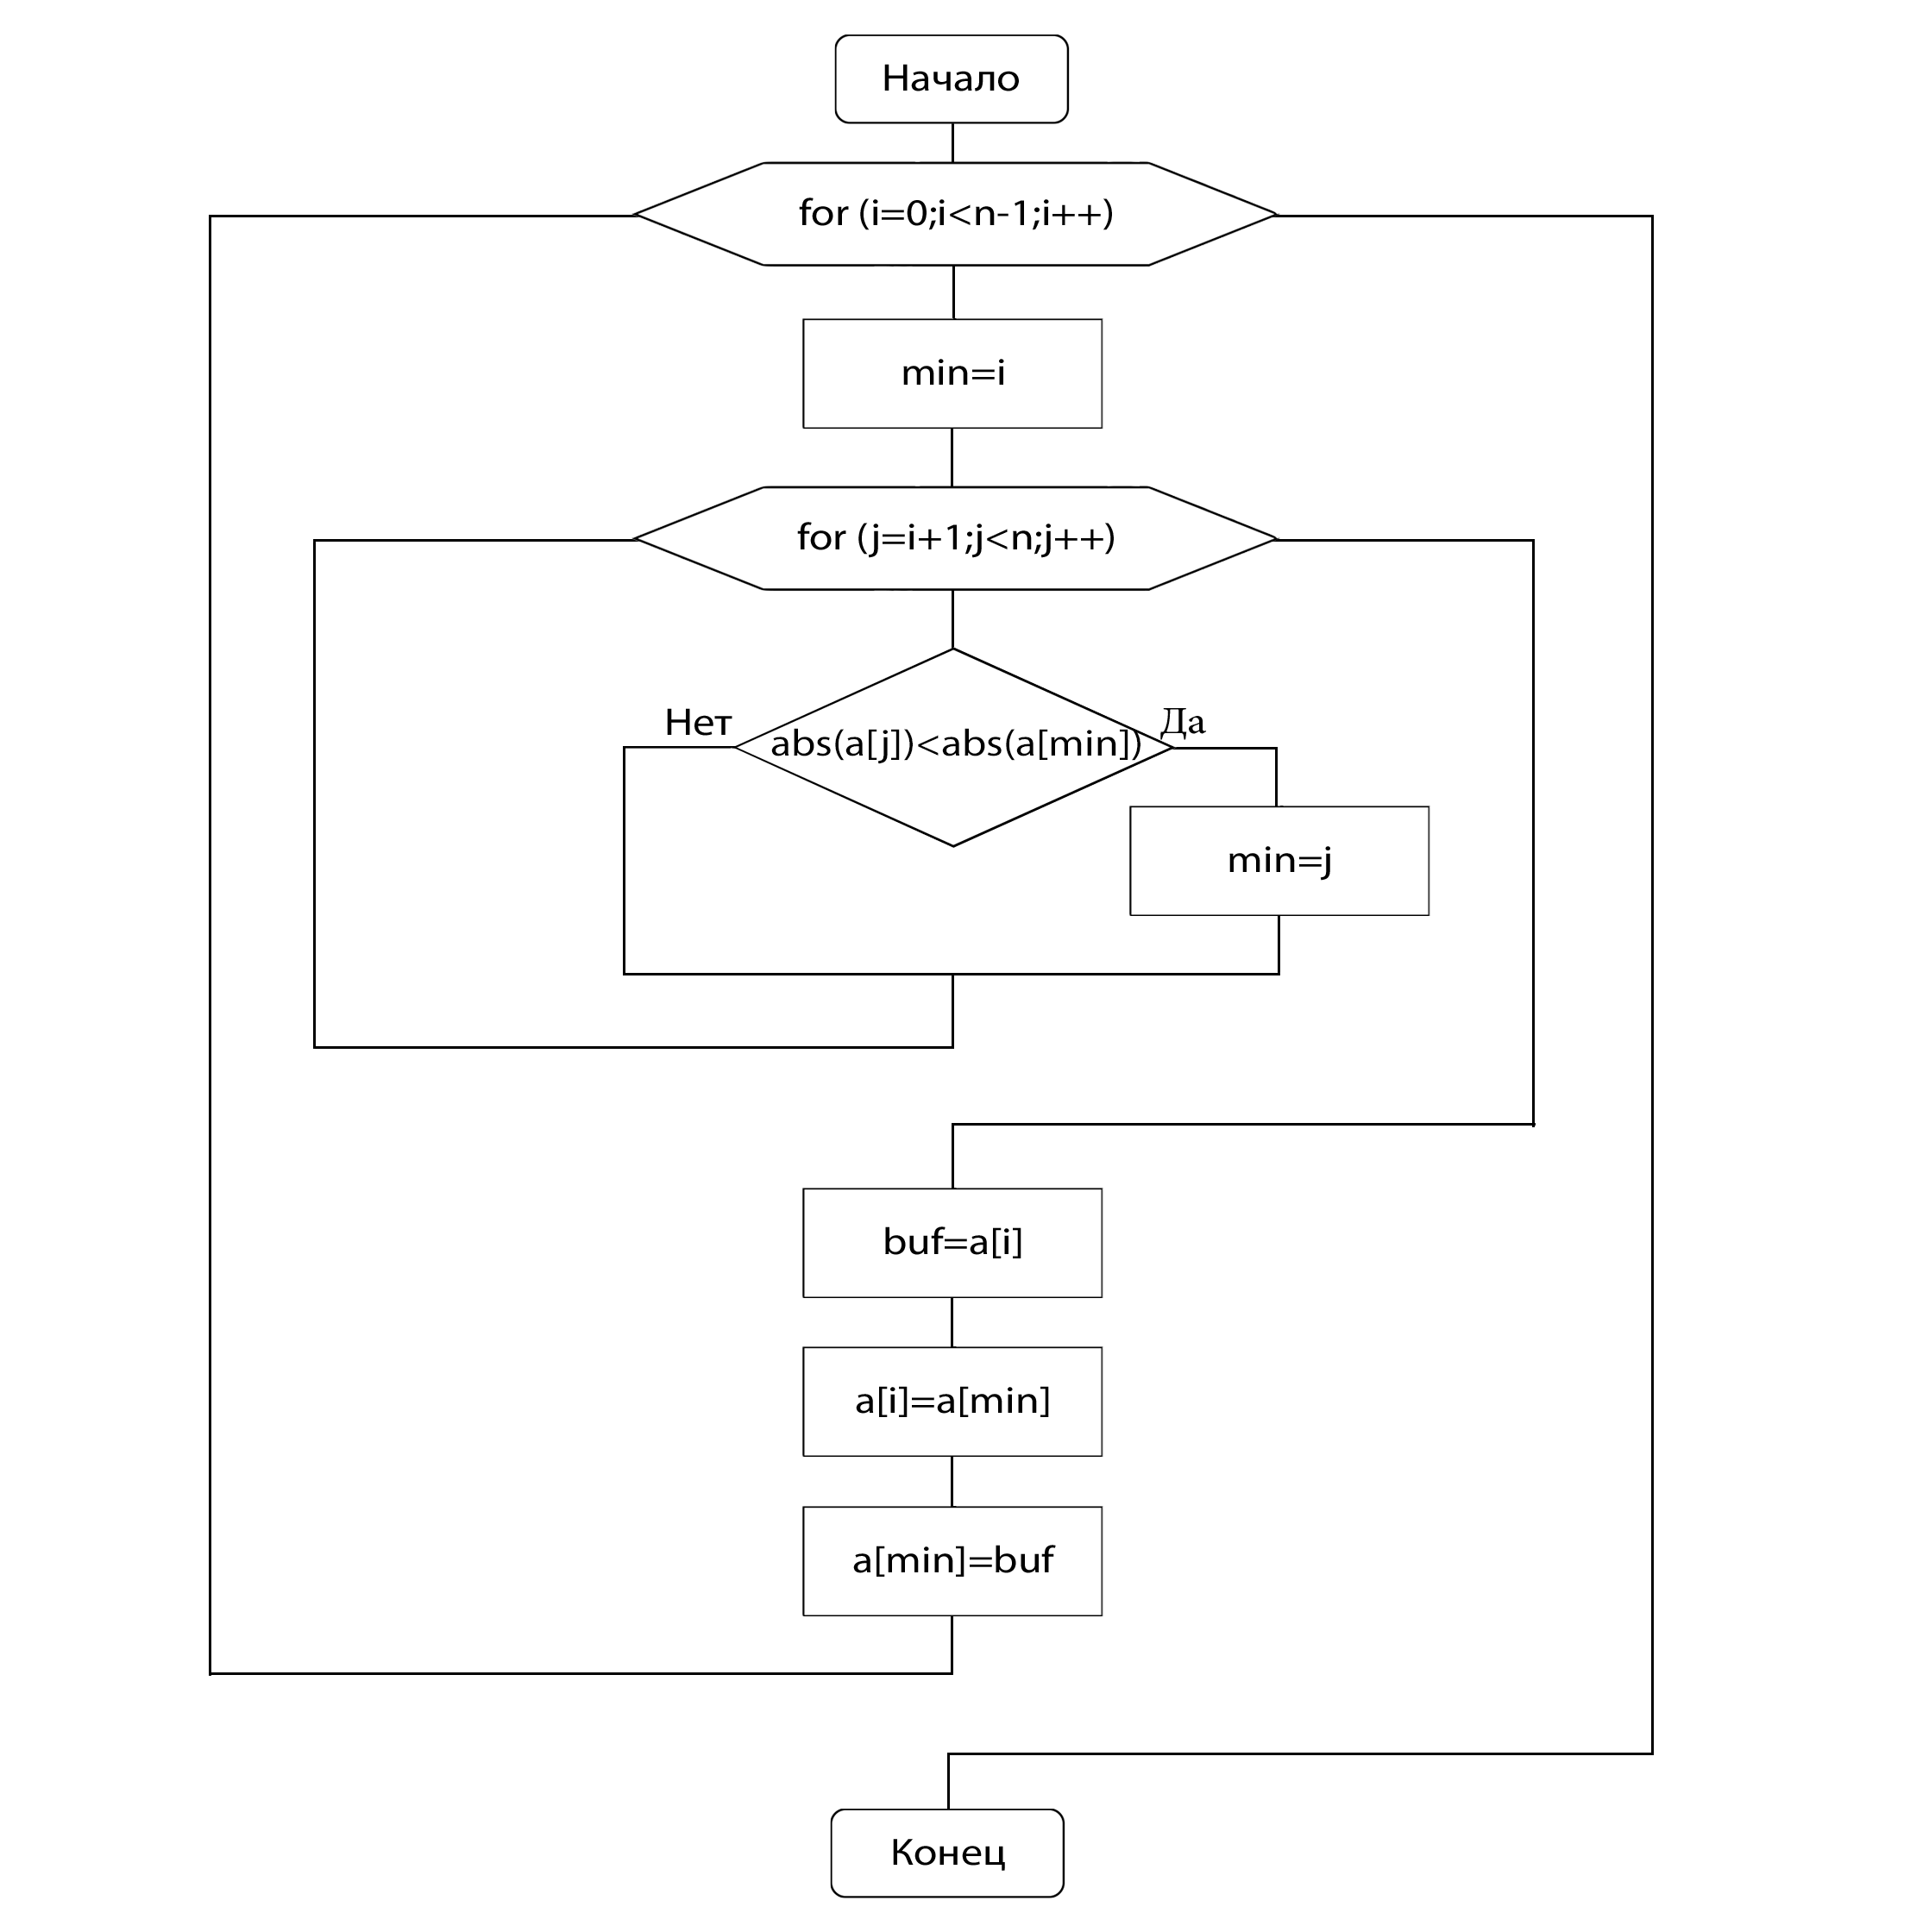 Начало
for (i=0;i<n-1;i++)
min=i
for (j=i+1;j<n;j++)
Нет
Да
abs(a[j])<abs(a[min])
min=j
buf=a[i]
a[i]=a[min]
a[min]=buf
Конец